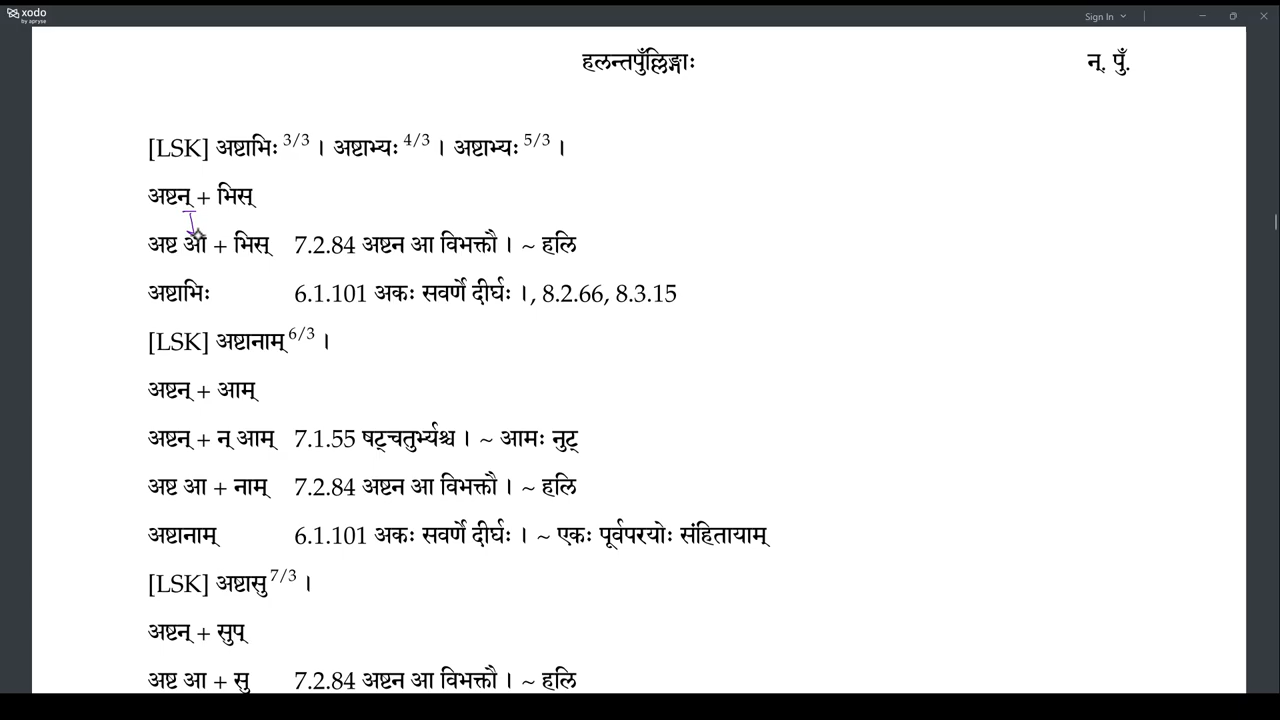 xodo
by apryse
Sign In
हलन्तपुँल्लिङ्गाः न्. पुँ.
[LSK] अष्टाभिः 3/3 । अष्टाभ्यः 4/3 । अष्टाभ्यः 5/3 ।
अष्टन् + भिस्
अष्ट आ + भिस् 7.2.84 अष्टन आ विभक्तौ । ~ हलि
अष्टाभिः 6.1.101 अकः सवर्णे दीर्घः ।, 8.2.66, 8.3.15
[LSK] अष्टानाम् 6/3 ।
अष्टन् + आम्
अष्टन् + न् आम् 7.1.55 षट्चतुर्भ्यश्च । ~ आमः नुट्
अष्ट आ + नाम् 7.2.84 अष्टन आ विभक्तौ । ~ हलि
अष्टानाम् 6.1.101 अकः सवर्णे दीर्घः । ~ एकः पूर्वपरयोः संहितायाम्
[LSK] अष्टासु 7/3 ।
अष्टन् + सुप्
अष्ट आ + सु 7.2.84 अष्टन आ विभक्तौ । ~ हलि